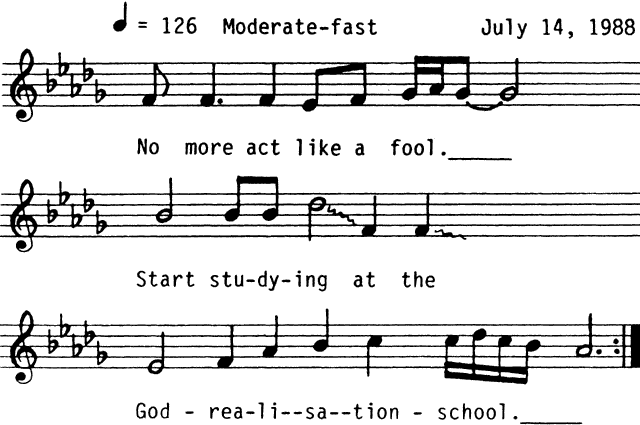 = 126 Moderate-fast July 14, 1988
No more act like a fool._____
Start stu-dy-ing at the
God - rea-li--sa--tion - school._____